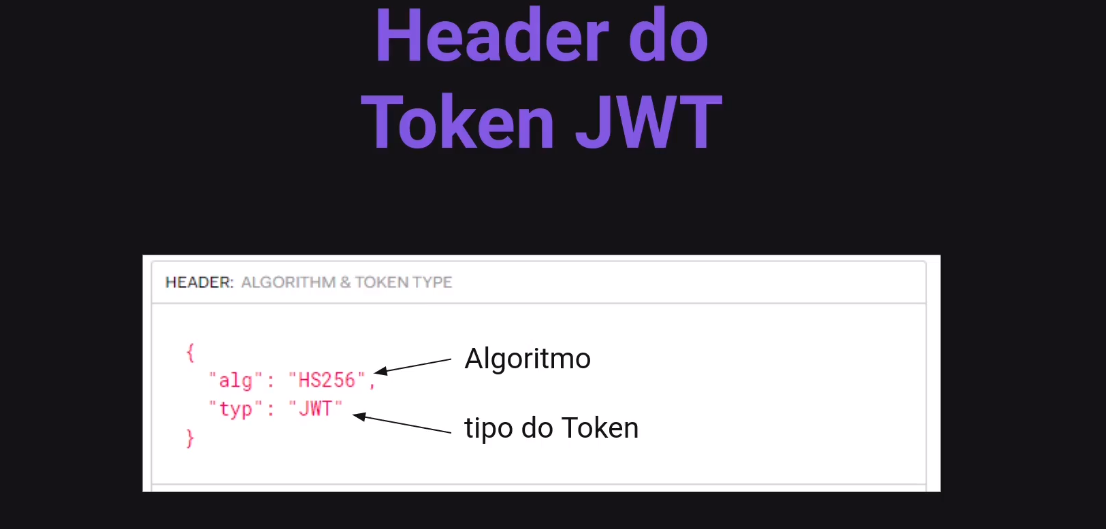 Header do
Token JWT
HEADER: ALGORITHM & TOKEN TYPE
{
"alg": "HS256",
Algoritmo
"typ": "JWT"
tipo do Token
}